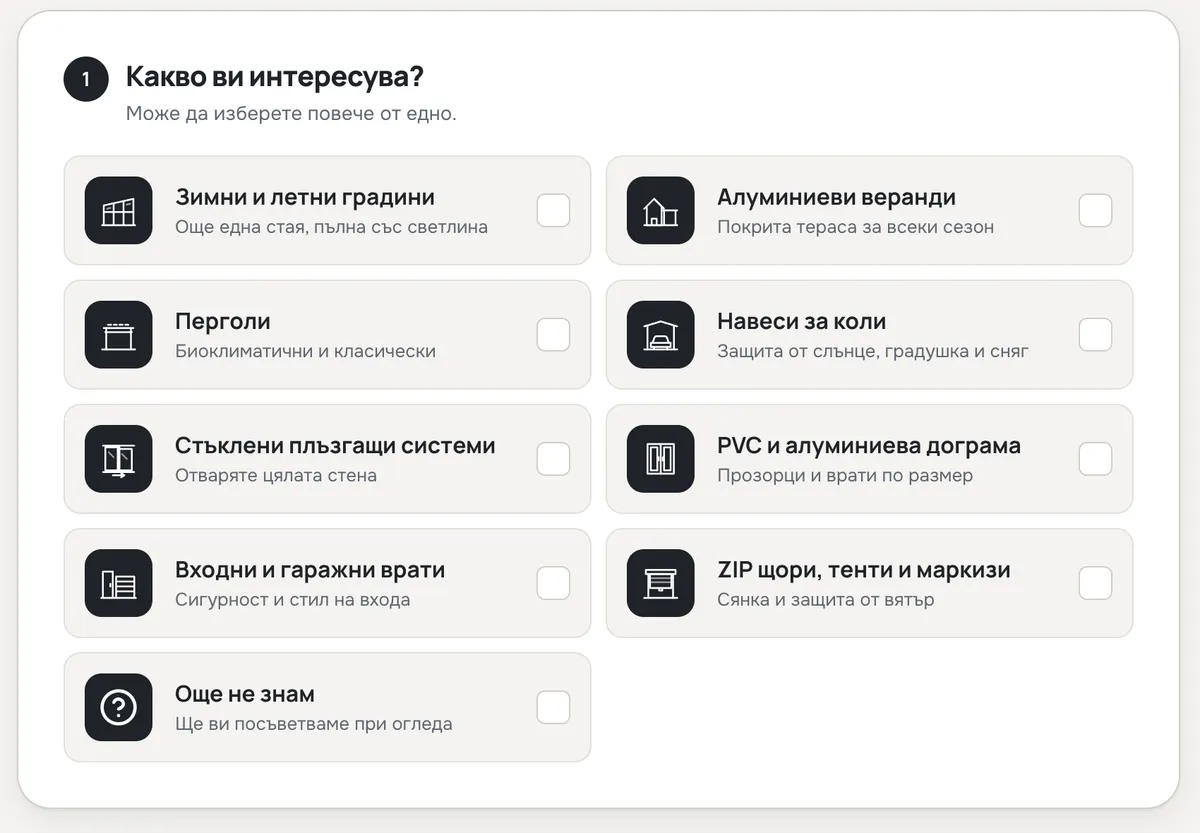 1
Какво ви интересува?
Може да изберете повече от едно.
Зимни и летни градини
Още една стая, пълна със светлина
Алуминиеви веранди
Покрита тераса за всеки сезон
Перголи
Биоклиматични и класически
Навеси за коли
Защита от слънце, градушка и сняг
Стъклени плъзгащи системи
Отваряте цялата стена
PVC и алуминиева дограма
Прозорци и врати по размер
Входни и гаражни врати
Сигурност и стил на входа
ZIP щори, тенти и маркизи
Сянка и защита от вятър
?
Още не знам
Ще ви посъветваме при огледа